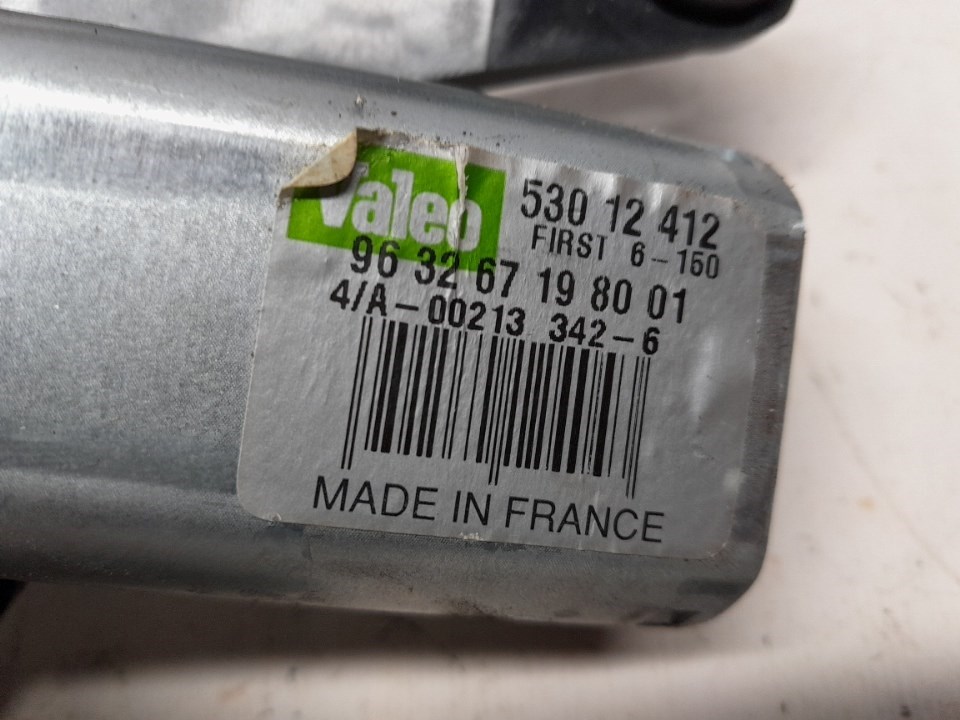 Valeo
530 12 412
FIRST 6-160
96 32 67 19 80 01
4/A-00213 342-6
MADE IN FRANCE